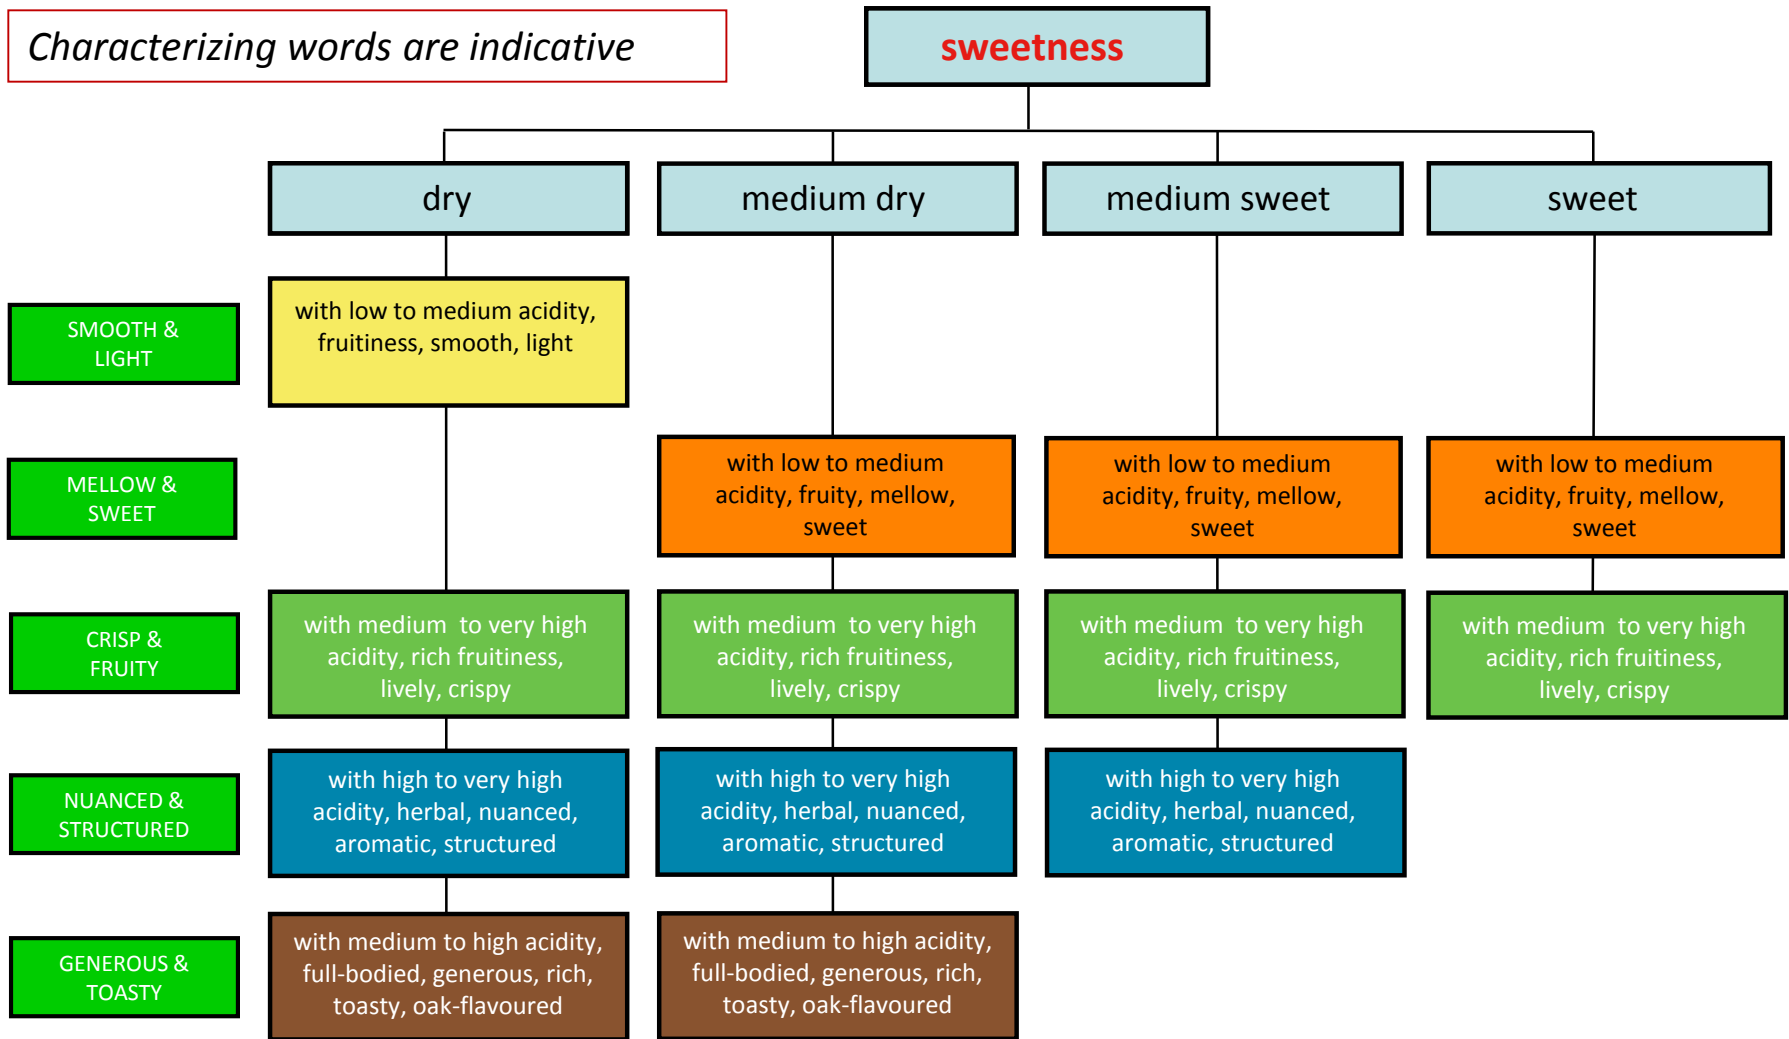 Characterizing words are indicative
sweetness
dry
medium dry
medium sweet
sweet
SMOOTH &
LIGHT
with low to medium acidity,
fruitiness, smooth, light
MELLOW &
SWEET
with low to medium
acidity, fruity, mellow,
sweet
with low to medium
acidity, fruity, mellow,
sweet
with low to medium
acidity, fruity, mellow,
sweet
CRISP &
FRUITY
with medium  to very high
acidity, rich fruitiness,
lively, crispy
with medium  to very high
acidity, rich fruitiness,
lively, crispy
with medium  to very high
acidity, rich fruitiness,
lively, crispy
with medium  to very high
acidity, rich fruitiness,
lively, crispy
NUANCED &
STRUCTURED
with high to very high
acidity, herbal, nuanced,
aromatic, structured
with high to very high
acidity, herbal, nuanced,
aromatic, structured
with high to very high
acidity, herbal, nuanced,
aromatic, structured
GENEROUS &
TOASTY
with medium to high acidity,
full-bodied, generous, rich,
toasty, oak-flavoured
with medium to high acidity,
full-bodied, generous, rich,
toasty, oak-flavoured